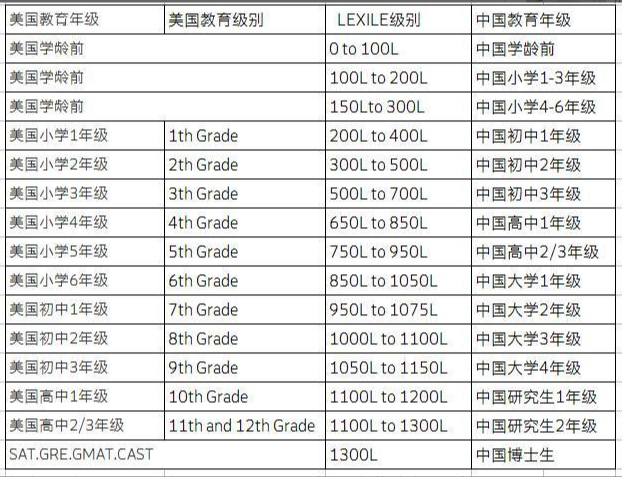 美国教育年级 美国教育级别 LEXILE级别 中国教育年级
美国学龄前 0 to 100L 中国学龄前
美国学龄前 100L to 200L 中国小学1-3年级
美国学龄前 150Lto 300L 中国小学4-6年级
美国小学1年级 1th Grade 200L to 400L 中国初中1年级
美国小学2年级 2th Grade 300L to 500L 中国初中2年级
美国小学3年级 3th Grade 500L to 700L 中国初中3年级
美国小学4年级 4th Grade 650L to 850L 中国高中1年级
美国小学5年级 5th Grade 750L to 950L 中国高中2/3年级
美国小学6年级 6th Grade 850L to 1050L 中国大学1年级
美国初中1年级 7th Grade 950L to 1075L 中国大学2年级
美国初中2年级 8th Grade 1000L to 1100L 中国大学3年级
美国初中3年级 9th Grade 1050L to 1150L 中国大学4年级
美国高中1年级 10th Grade 1100L to 1200L 中国研究生1年级
美国高中2/3年级 11th and 12th Grade 1100L to 1300L 中国研究生2年级
SAT.GRE.GMAT.CAST 1300L 中国博士生